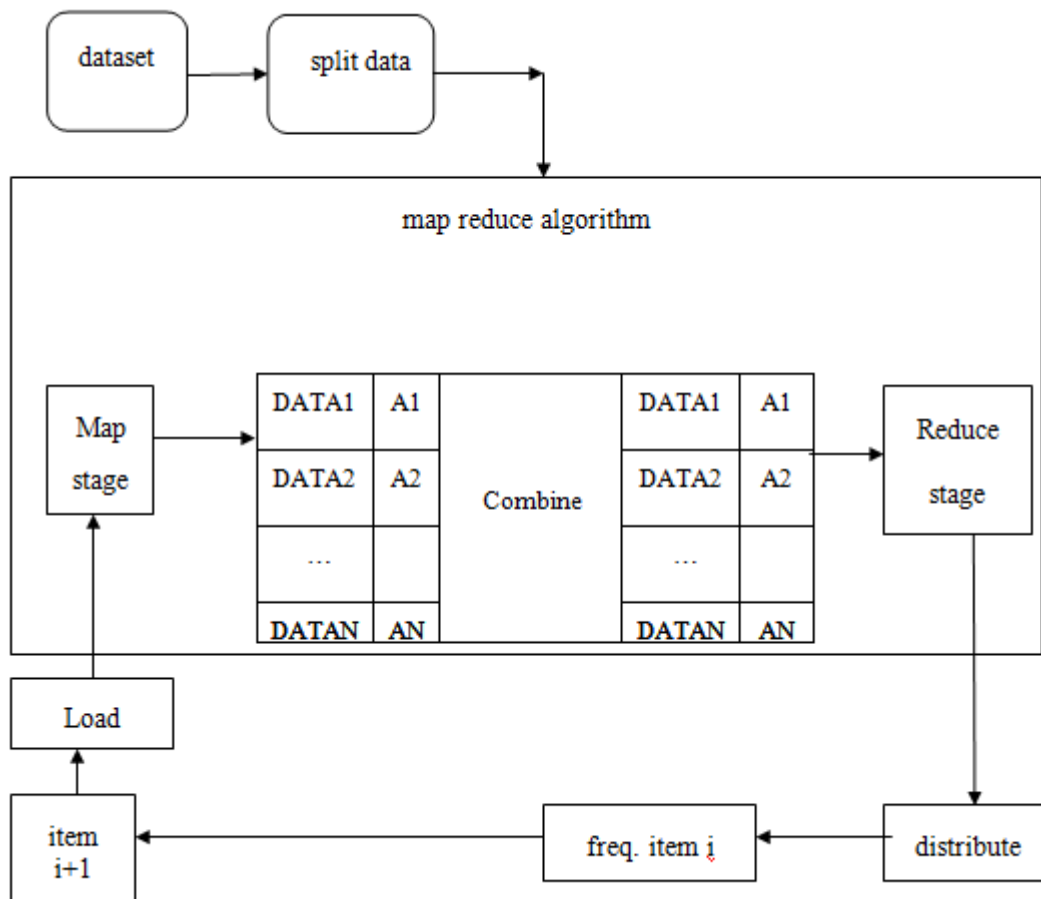 dataset
split data
map reduce algorithm
Map
stage
DATA1 A1
DATA2 A2
...
DATAN AN
Combine
DATA1 A1
DATA2 A2
...
DATAN AN
Reduce
stage
Load
item
i+1
freq. item i
distribute